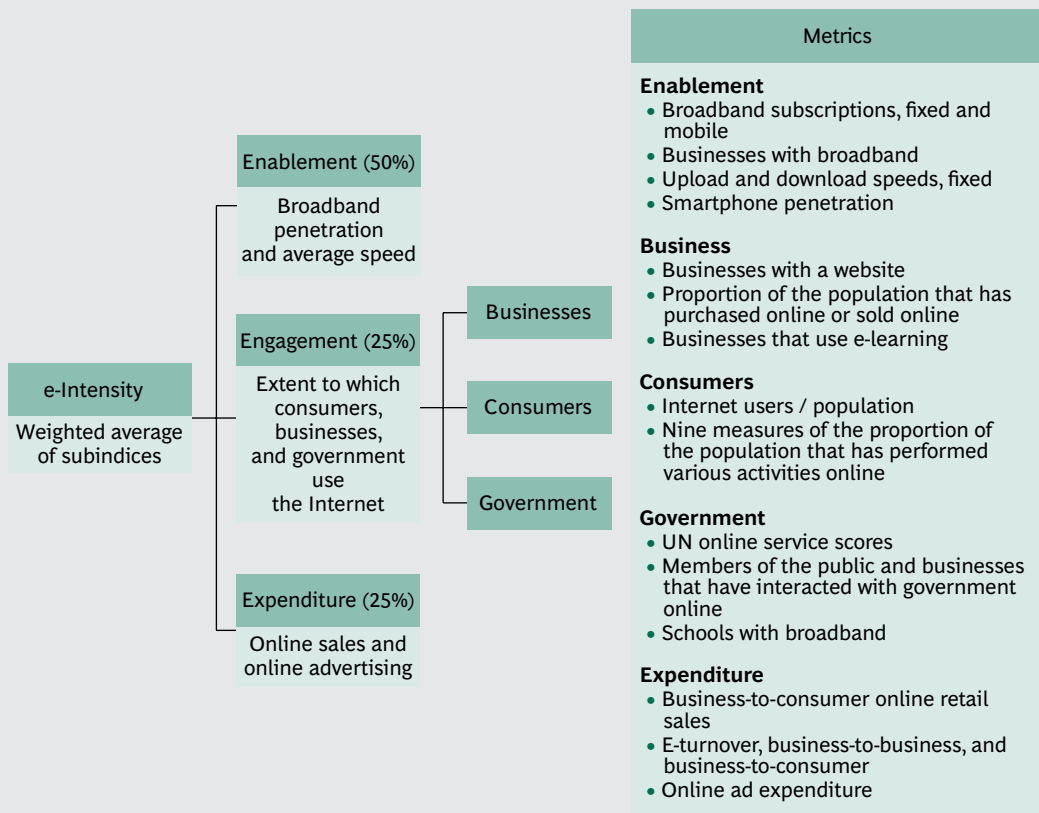 e-Intensity
Weighted average
of subindices
Enablement (50%)
Broadband
penetration
and average speed
Engagement (25%)
Extent to which
consumers,
businesses,
and government
use
the Internet
Expenditure (25%)
Online sales and
online advertising
Businesses
Consumers
Government
Metrics
Enablement
• Broadband subscriptions, fixed and
mobile
• Businesses with broadband
• Upload and download speeds, fixed
• Smartphone penetration
Business
• Businesses with a website
• Proportion of the population that has
purchased online or sold online
• Businesses that use e-learning
Consumers
• Internet users / population
• Nine measures of the proportion of
the population that has performed
various activities online
Government
• UN online service scores
• Members of the public and businesses
that have interacted with government
online
• Schools with broadband
Expenditure
• Business-to-consumer online retail
sales
• E-turnover, business-to-business, and
business-to-consumer
• Online ad expenditure